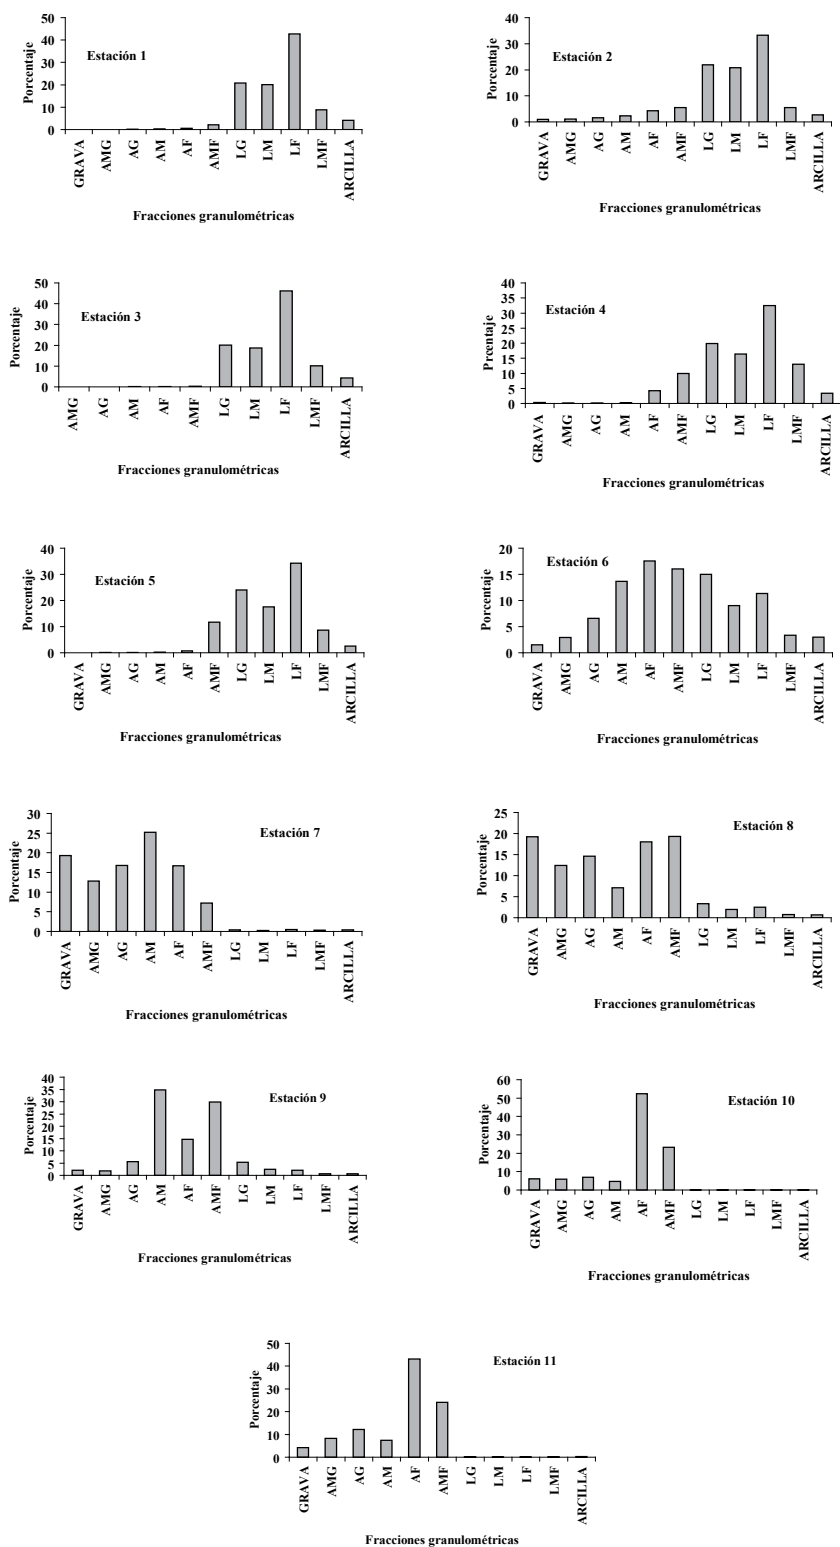 Estación 1
Porcentaje
50
40
30
20
10
0
GRAVA
AMG
AG
AM
AF
AMF
LG
LM
LF
LMF
ARCILLA
Fracciones granulométricas
Estación 2
Porcentaje
40
30
20
10
0
GRAVA
AMG
AG
AM
AF
AMF
LG
LM
LF
LMF
ARCILLA
Fracciones granulométricas
Estación 3
Porcentaje
50
40
30
20
10
0
AMG
AG
AM
AF
AMF
LG
LM
LF
LMF
ARCILLA
Fracciones granulométricas
Estación 4
Prcentaje
40
35
30
25
20
15
10
5
0
GRAVA
AMG
AG
AM
AF
AMF
LG
LM
LF
LMF
ARCILLA
Fracciones granulométricas
Estación 5
Porcentaje
40
30
20
10
0
GRAVA
AMG
AG
AM
AF
AMF
LG
LM
LF
LMF
ARCILLA
Fracciones granulométricas
Estación 6
Porcentaje
20
15
10
5
0
GRAVA
AMG
AG
AM
AF
AMF
LG
LM
LF
LMF
ARCILLA
Fracciones granulométricas
Estación 7
Porcentaje
30
25
20
15
10
5
0
GRAVA
AMG
AG
AM
AF
AMF
LG
LM
LF
LMF
ARCILLA
Fracciones granulométricas
Estación 8
Porcentaje
25
20
15
10
5
0
GRAVA
AMG
AG
AM
AF
AMF
LG
LM
LF
LMF
ARCILLA
Fracciones granulométricas
Estación 9
Porcentaje
40
35
30
25
20
15
10
5
0
GRAVA
AMG
AG
AM
AF
AMF
LG
LM
LF
LMF
ARCILLA
Fracciones granulométricas
Estación 10
Porcentaje
60
50
40
30
20
10
0
GRAVA
AMG
AG
AM
AF
AMF
LG
LM
LF
LMF
ARCILLA
Fracciones granulométricas
Estación 11
Porcentaje
50
40
30
20
10
0
GRAVA
AMG
AG
AM
AF
AMF
LG
LM
LF
LMF
ARCILLA
Fracciones granulométricas